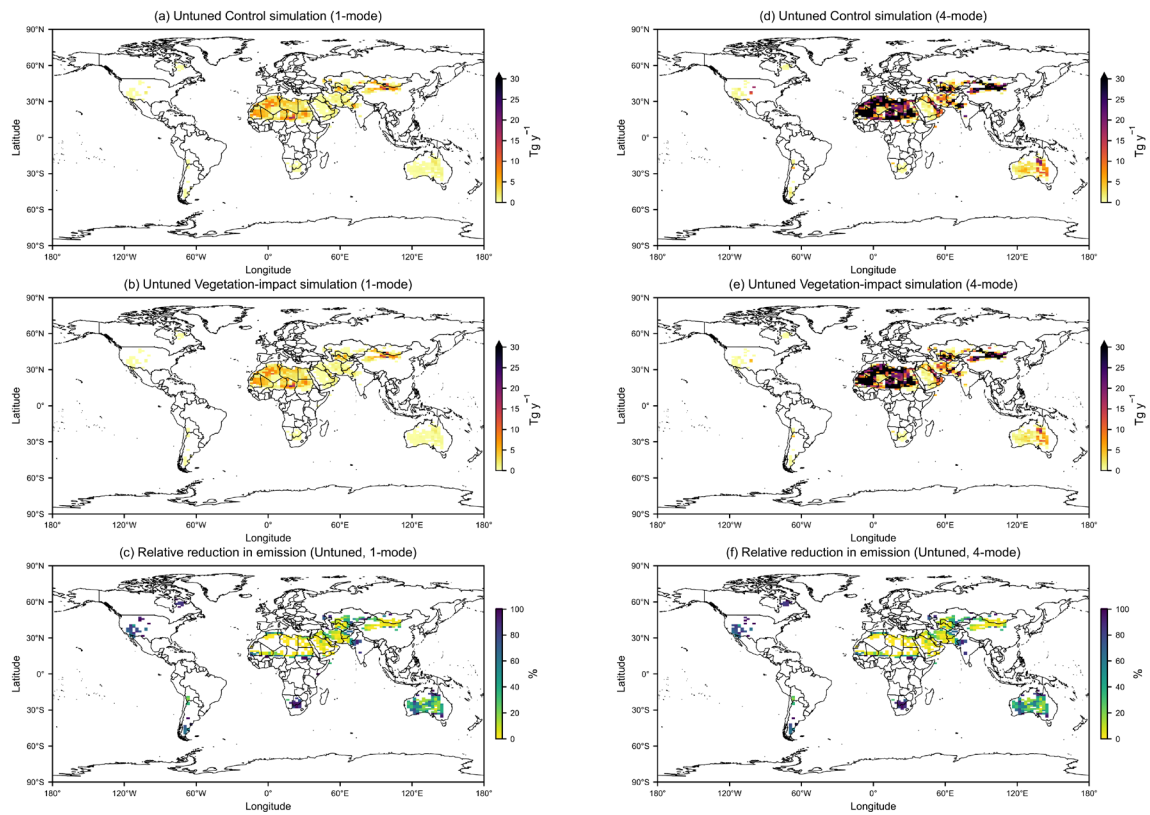 (a) Untuned Control simulation (1-mode)
90°N
60°N
30°N
0°
30°S
60°S
90°S
Latitude
180°
120°W
60°W
0°
60°E
120°E
180°
Longitude
30
25
20
15
10
5
0
Tg y⁻¹
(d) Untuned Control simulation (4-mode)
90°N
60°N
30°N
0°
30°S
60°S
90°S
Latitude
180°
120°W
60°W
0°
60°E
120°E
180°
Longitude
30
25
20
15
10
5
0
Tg y⁻¹
(b) Untuned Vegetation-impact simulation (1-mode)
90°N
60°N
30°N
0°
30°S
60°S
90°S
Latitude
180°
120°W
60°W
0°
60°E
120°E
180°
Longitude
30
25
20
15
10
5
0
Tg y⁻¹
(e) Untuned Vegetation-impact simulation (4-mode)
90°N
60°N
30°N
0°
30°S
60°S
90°S
Latitude
180°
120°W
60°W
0°
60°E
120°E
180°
Longitude
30
25
20
15
10
5
0
Tg y⁻¹
(c) Relative reduction in emission (Untuned, 1-mode)
90°N
60°N
30°N
0°
30°S
60°S
90°S
Latitude
180°
120°W
60°W
0°
60°E
120°E
180°
Longitude
100
80
60
40
20
0
%
(f) Relative reduction in emission (Untuned, 4-mode)
90°N
60°N
30°N
0°
30°S
60°S
90°S
Latitude
180°
120°W
60°W
0°
60°E
120°E
180°
Longitude
100
80
60
40
20
0
%